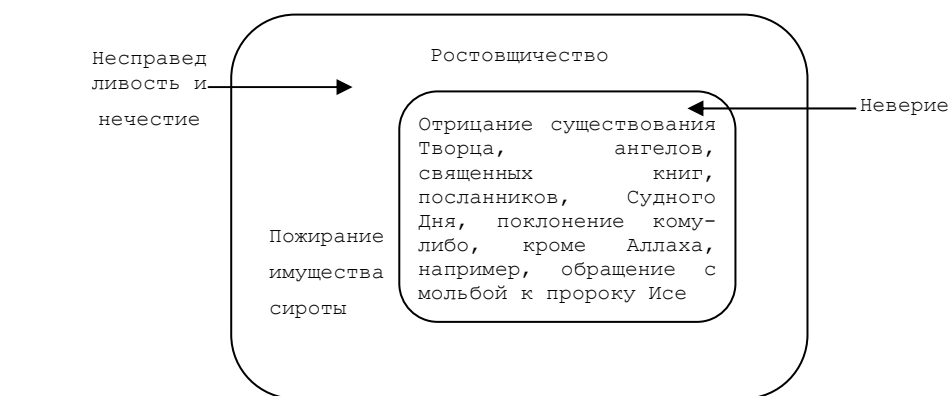 Несправед
ливость и
нечестие
Ростовщичество
Неверие
Отрицание существования
Творца, ангелов,
священных книг,
посланников, Судного
Дня, поклонение кому-
либо, кроме Аллаха,
например, обращение с
мольбой к пророку Исе
Пожирание
имущества
сироты